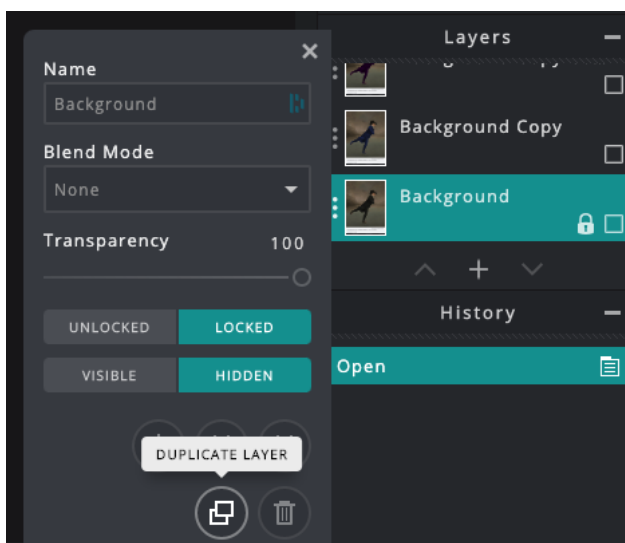 Name
Background
Blend Mode
None
Transparency 100
UNLOCKED LOCKED
VISIBLE HIDDEN
DUPLICATE LAYER
Layers
Background Copy
Background
History
Open